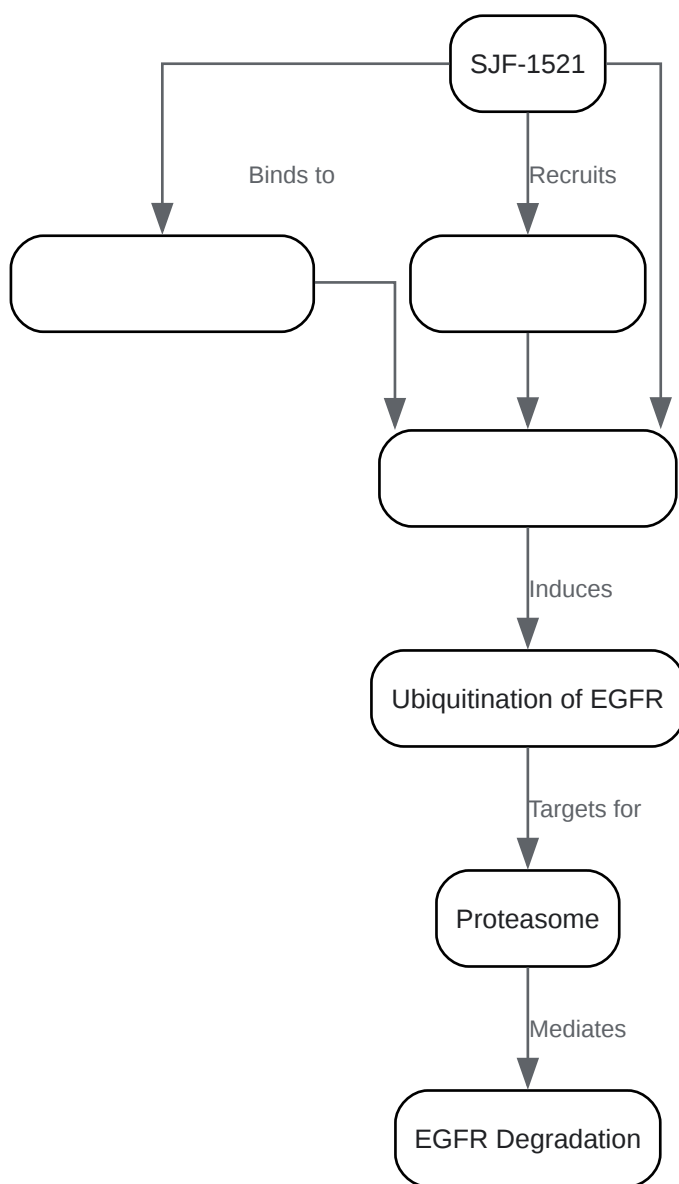 SJF-1521
Binds to
Recruits
Induces
Ubiquitination of EGFR
Targets for
Proteasome
Mediates
EGFR Degradation